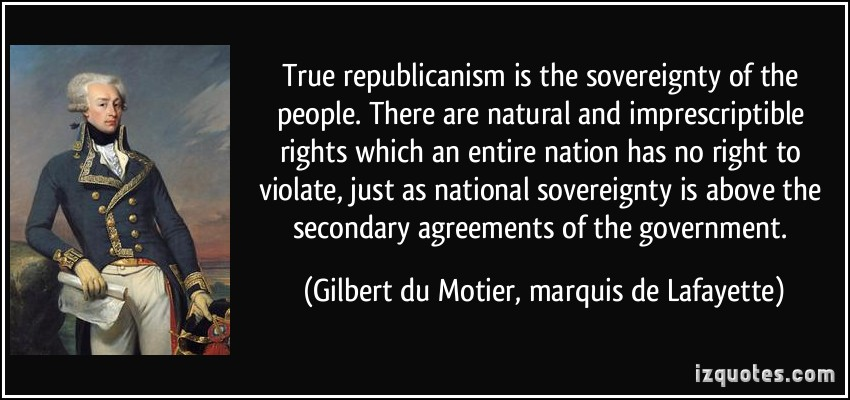 True republicanism is the sovereignty of the
people. There are natural and imprescriptible
rights which an entire nation has no right to
violate, just as national sovereignty is above the
secondary agreements of the government.
(Gilbert du Motier, marquis de Lafayette)
izquotes.com